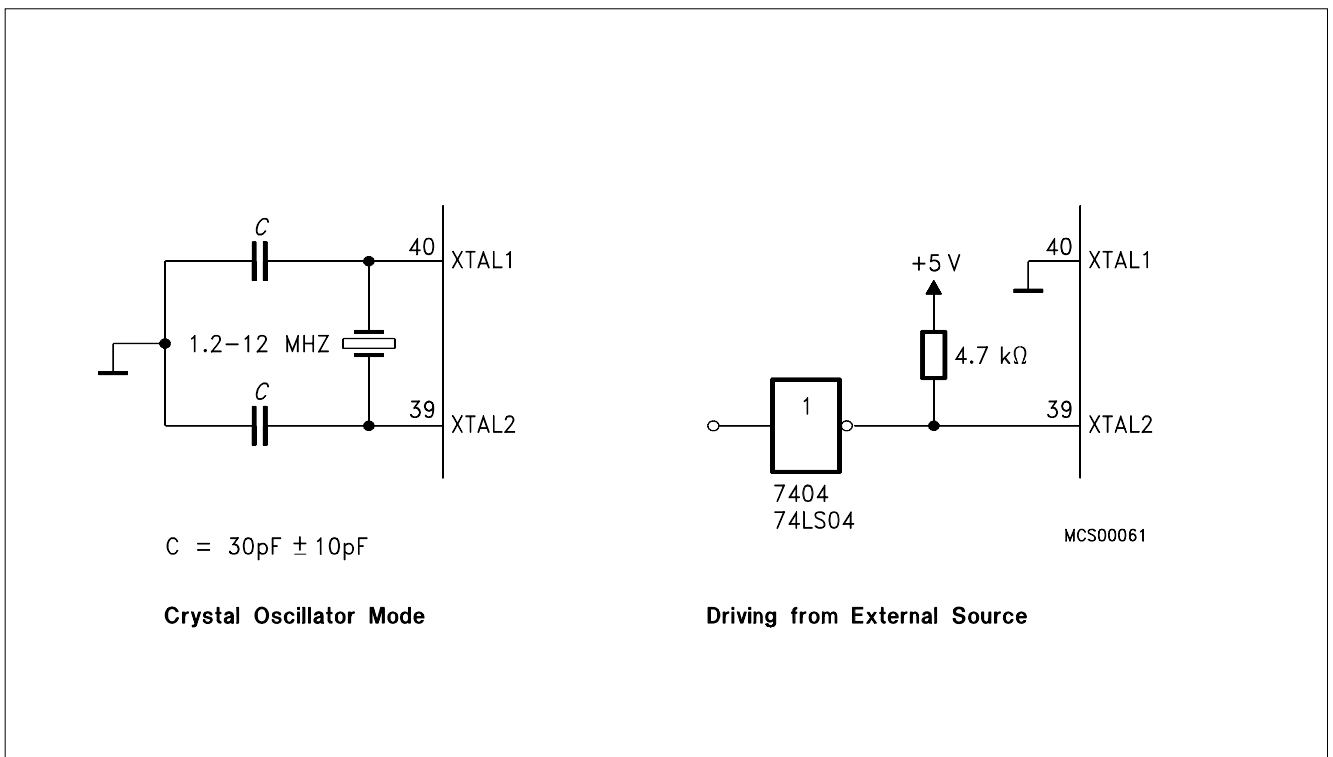 C
40
XTAL1
1.2–12 MHZ
C
39
XTAL2
C = 30pF ± 10pF
Crystal Oscillator Mode
40
XTAL1
+5 V
4.7 kΩ
1
39
XTAL2
7404
74LS04
MCS00061
Driving from External Source